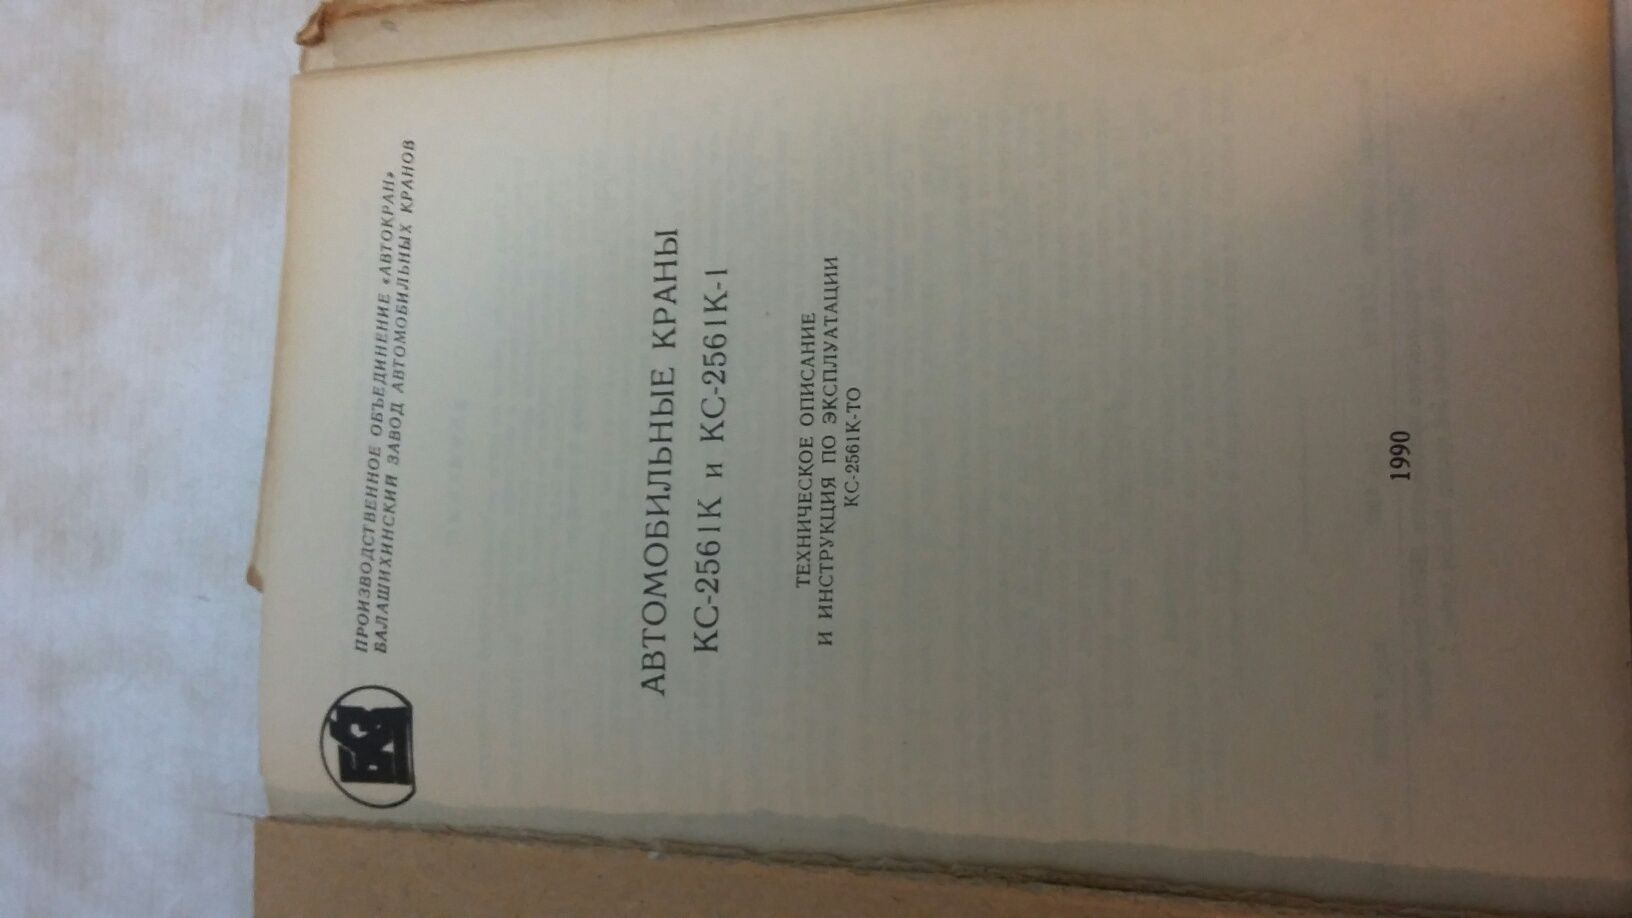 БКЗ
ПРОИЗВОДСТВЕННОЕ ОБЪЕДИНЕНИЕ «АВТОКРАН»
БАЛАШИХИНСКИЙ ЗАВОД АВТОМОБИЛЬНЫХ КРАНОВ
АВТОМОБИЛЬНЫЕ КРАНЫ
КС-2561К и КС-2561К-1
ТЕХНИЧЕСКОЕ ОПИСАНИЕ
И ИНСТРУКЦИЯ ПО ЭКСПЛУАТАЦИИ
КС-2561К-ТО
1990